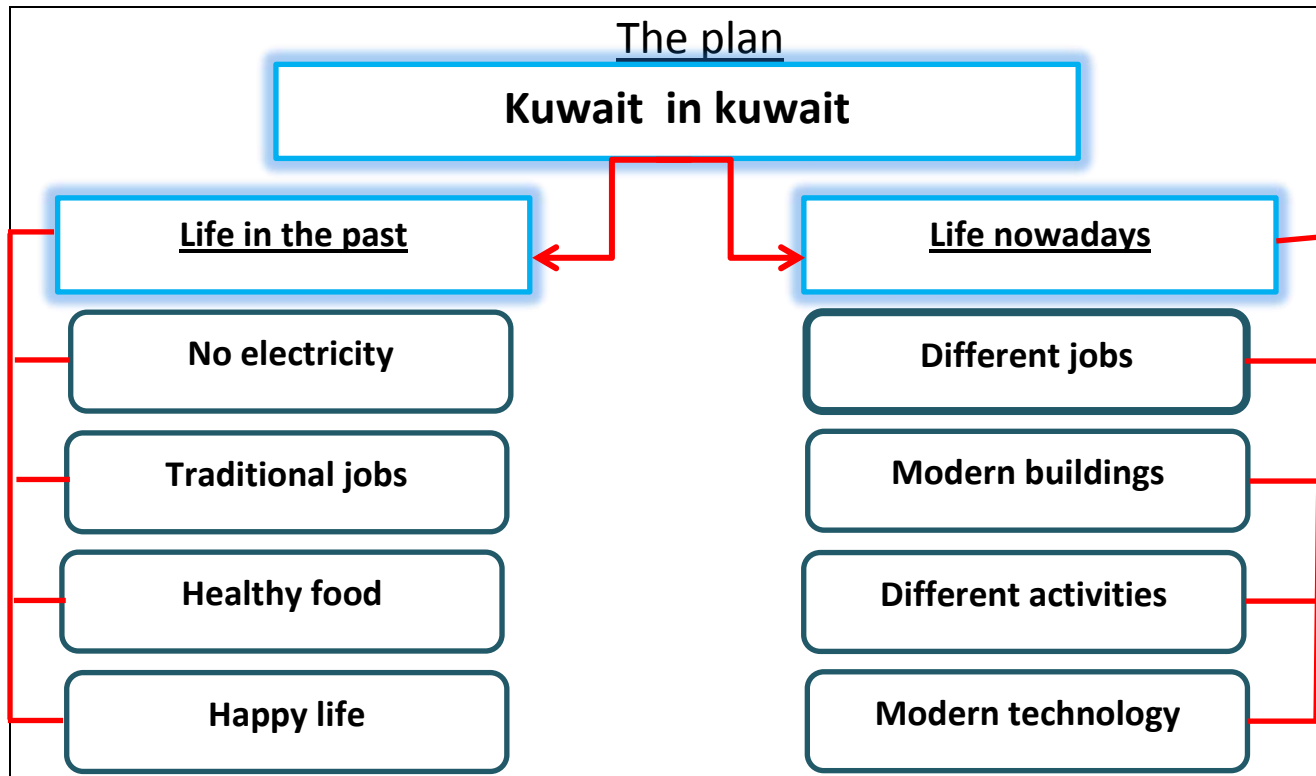 The plan
Kuwait in kuwait
Life in the past
No electricity
Traditional jobs
Healthy food
Happy life
Life nowadays
Different jobs
Modern buildings
Different activities
Modern technology